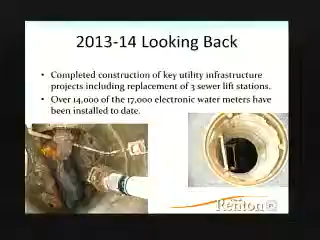 2013-14 Looking Back
• Completed construction of key utility infrastructure
projects including replacement of 3 sewer lift stations.
• Over 14,000 of the 17,000 electronic water meters have
been installed to date.
Renton